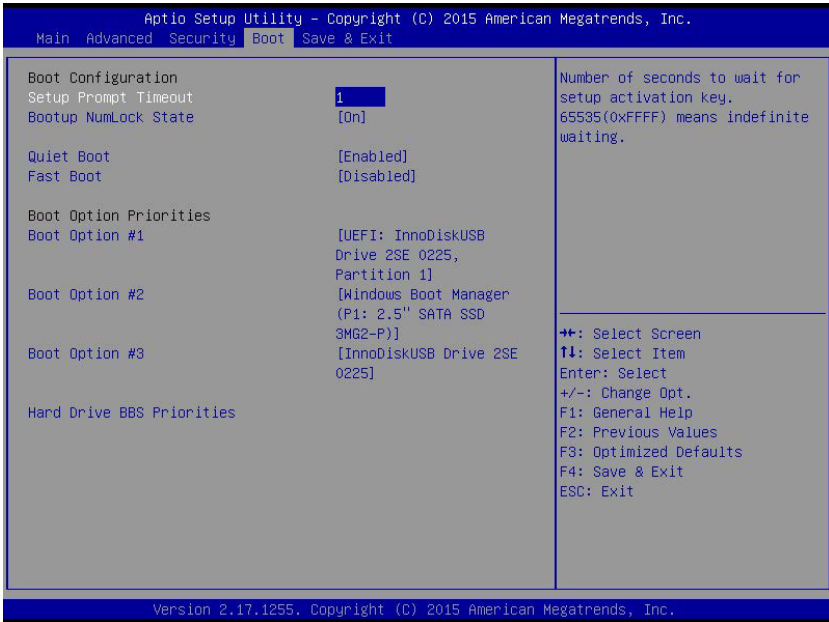 Aptio Setup Utility – Copyright (C) 2015 American Megatrends, Inc.
Main Advanced Security Boot Save & Exit
Boot Configuration
Setup Prompt Timeout 1
Bootup NumLock State [On]
Quiet Boot [Enabled]
Fast Boot [Disabled]
Boot Option Priorities
Boot Option #1 [UEFI: InnoDiskUSB
Drive 2SE 0225,
Partition 1]
Boot Option #2 [Windows Boot Manager
(P1: 2.5" SATA SSD
3MG2-P)]
Boot Option #3 [InnoDiskUSB Drive 2SE
0225]
Hard Drive BBS Priorities
Number of seconds to wait for
setup activation key.
65535(0xFFFF) means indefinite
waiting.
→←: Select Screen
↑↓: Select Item
Enter: Select
+/-: Change Opt.
F1: General Help
F2: Previous Values
F3: Optimized Defaults
F4: Save & Exit
ESC: Exit
Version 2.17.1255. Copyright (C) 2015 American Megatrends, Inc.